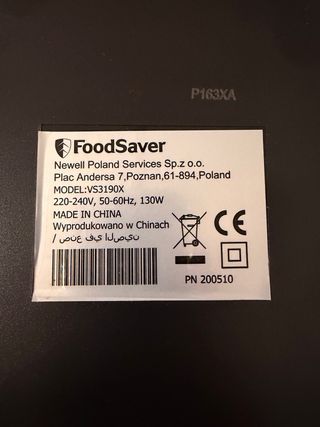 P163XA
FoodSaver
Newell Poland Services Sp.z o.o.
Plac Andersa 7,Poznan,61-894,Poland
MODEL:VS3190X
220-240V, 50-60Hz, 130W
MADE IN CHINA
Wyprodukowano w Chinach
/ صنع في الصين
CE
PN 200510